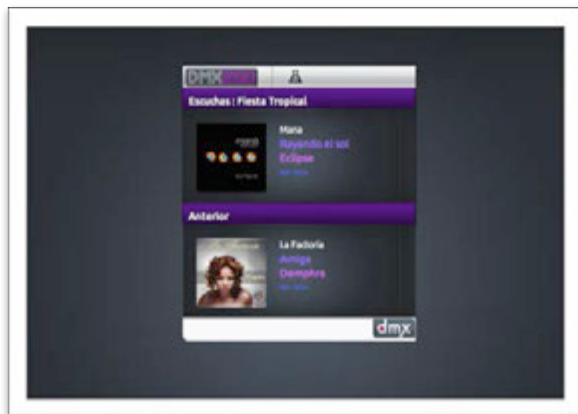 DMX
Escuchas : Fiesta Tropical
Mana
Rayando el sol
Eclipse
Anterior
La Factoria
Amiga
dmx